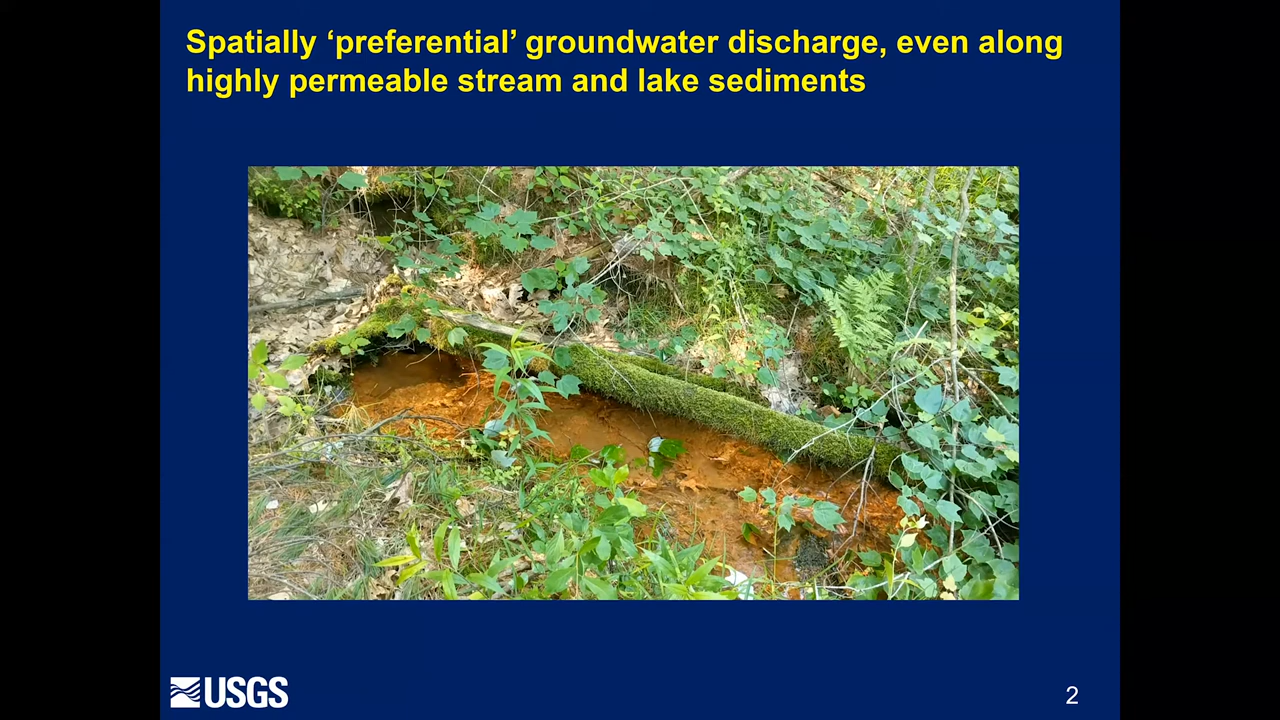 Spatially ‘preferential’ groundwater discharge, even along
highly permeable stream and lake sediments
USGS
2